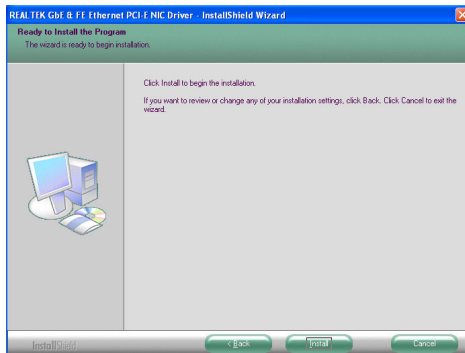 REALTEK GbE & FE Ethernet PCI-E NIC Driver - InstallShield Wizard
Ready to Install the Program
The wizard is ready to begin installation.
Click Install to begin the installation.
If you want to review or change any of your installation settings, click Back. Click Cancel to exit the
wizard.
InstallShield
< Back
Install
Cancel